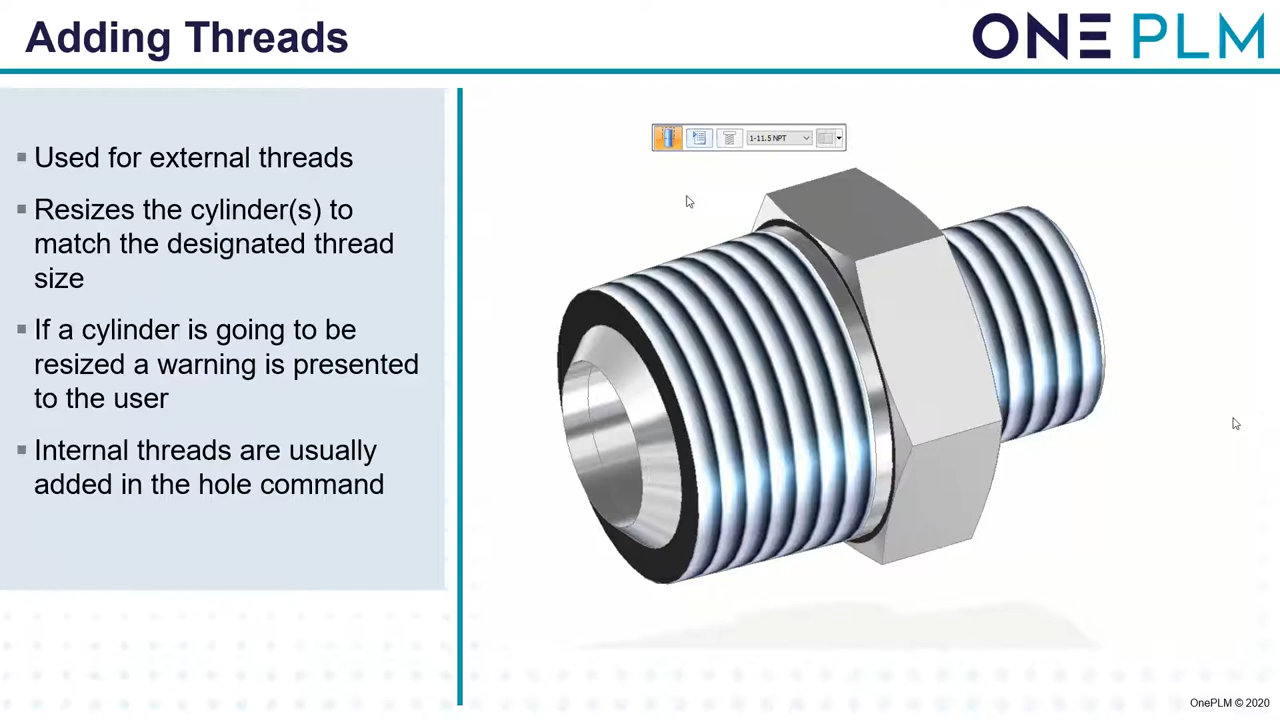 Adding Threads
ONE PLM
▪ Used for external threads
▪ Resizes the cylinder(s) to
match the designated thread
size
▪ If a cylinder is going to be
resized a warning is presented
to the user
▪ Internal threads are usually
added in the hole command
1-11.5 NPT
OnePLM © 2020